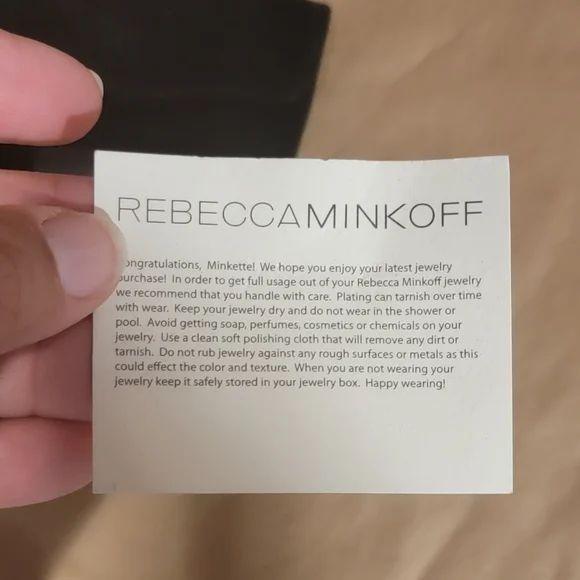 REBECCAMINKOFF
ongratulations, Minkette! We hope you enjoy your latest jewelry
purchase! In order to get full usage out of your Rebecca Minkoff jewelry
we recommend that you handle with care. Plating can tarnish over time
with wear. Keep your jewelry dry and do not wear in the shower or
pool. Avoid getting soap, perfumes, cosmetics or chemicals on your
jewelry. Use a clean soft polishing cloth that will remove any dirt or
tarnish. Do not rub jewelry against any rough surfaces or metals as this
could effect the color and texture. When you are not wearing your
jewelry keep it safely stored in your jewelry box. Happy wearing!